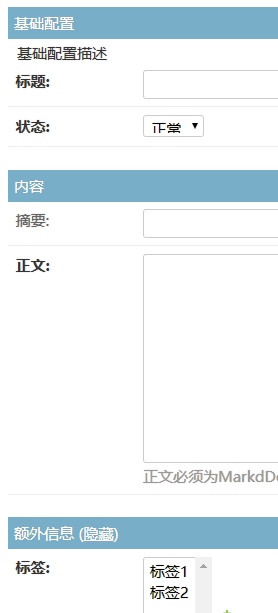 基础配置
基础配置描述
标题:
状态: 正常
内容
摘要:
正文:
正文必须为MarkdD
额外信息 (隐藏)
标签: 标签1
标签2